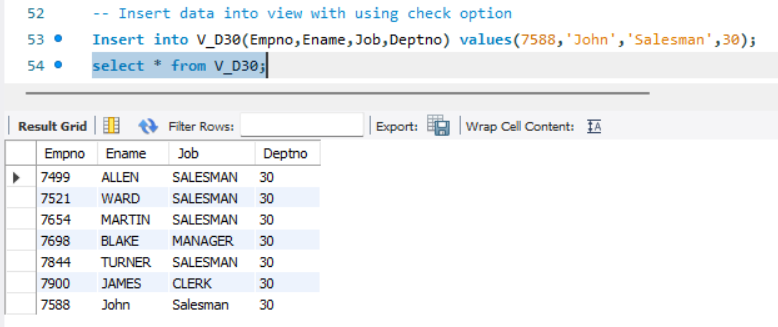 52 -- Insert data into view with using check option
53 Insert into V_D30(Empno,Ename,Job,Deptno) values(7588,'John','Salesman',30);
54 select * from V_D30;
Result Grid Filter Rows: Export: Wrap Cell Content: IA
Empno Ename Job Deptno
7499 ALLEN SALESMAN 30
7521 WARD SALESMAN 30
7654 MARTIN SALESMAN 30
7698 BLAKE MANAGER 30
7844 TURNER SALESMAN 30
7900 JAMES CLERK 30
7588 John Salesman 30